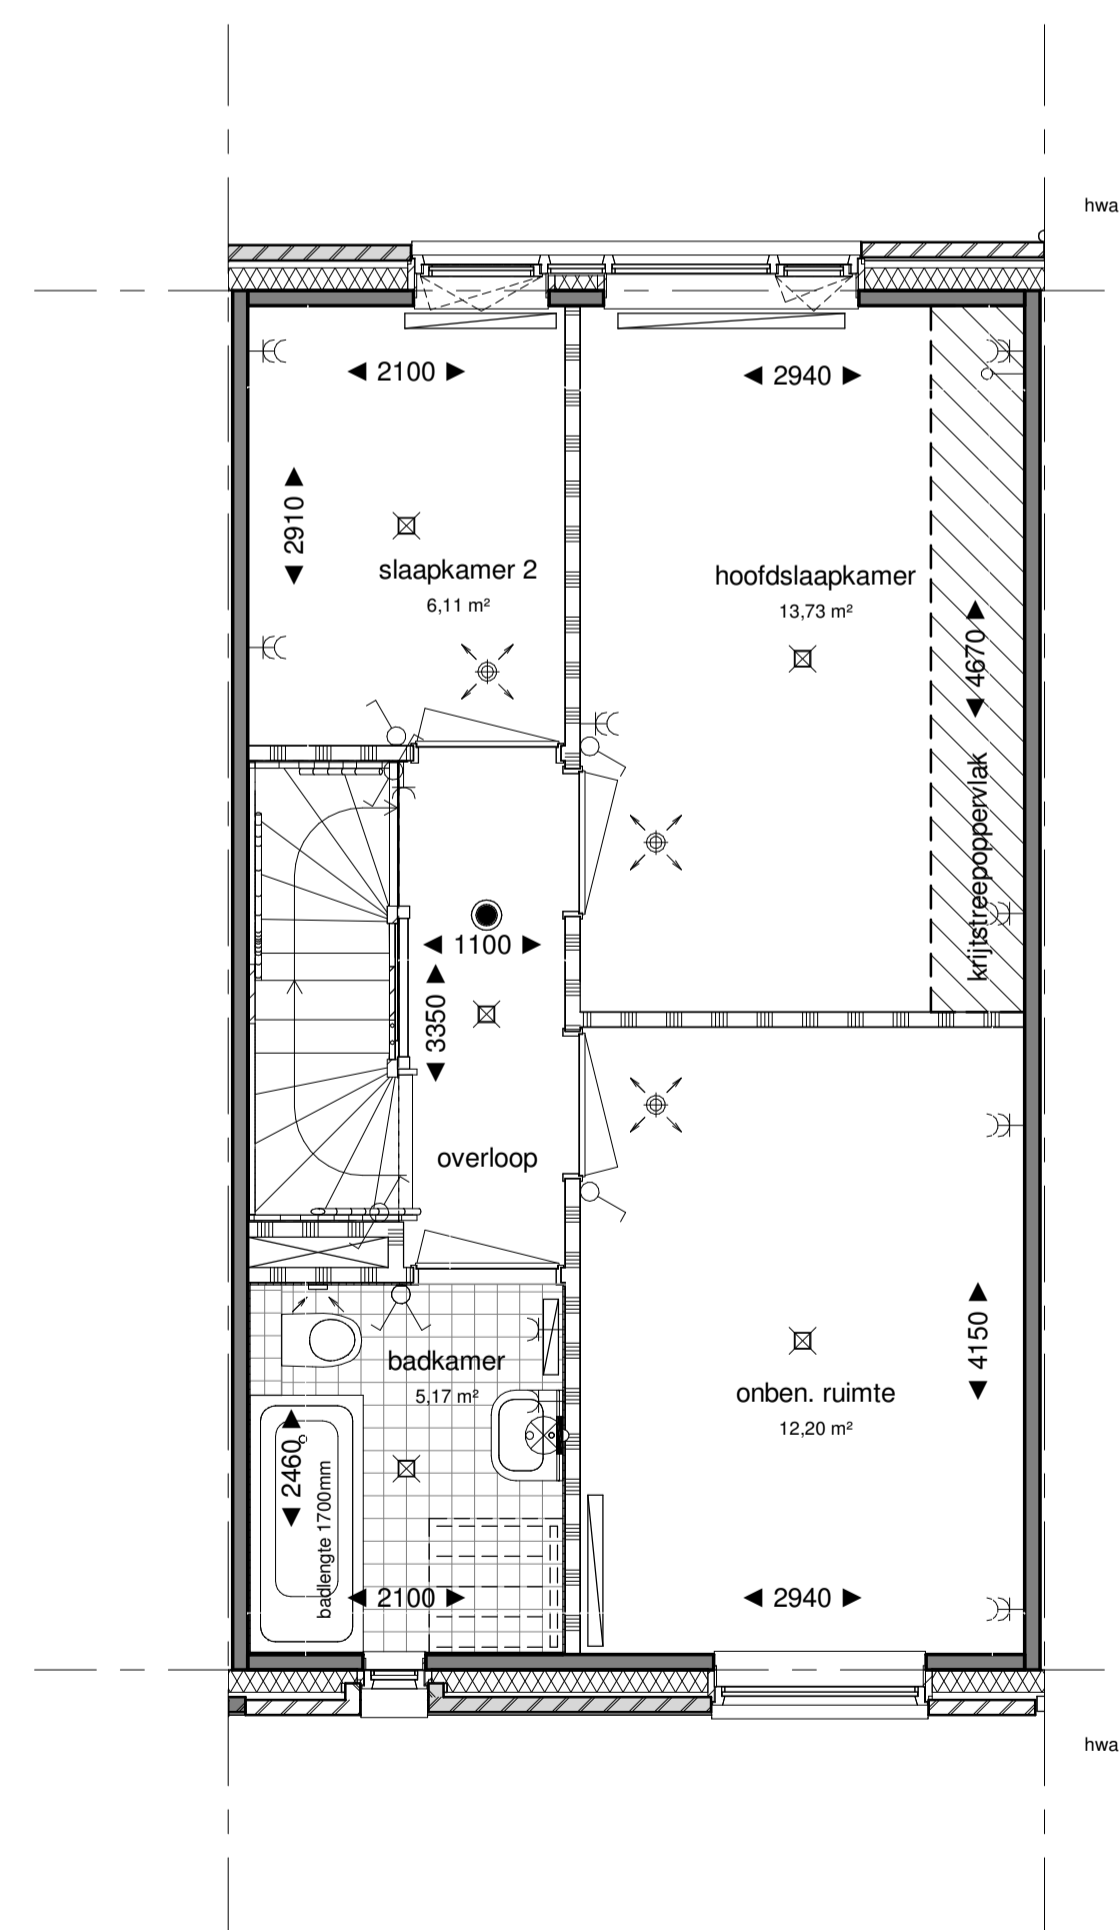 hwa
2100
2940
2910
slaapkamer 2
6,11 m²
hoofdslaapkamer
13,73 m²
4670
krijtstreepoppervlak
1100
3350
overloop
badkamer
5,17 m²
2460
badlengte 1700mm
2100
onben. ruimte
12,20 m²
4150
2940
hwa